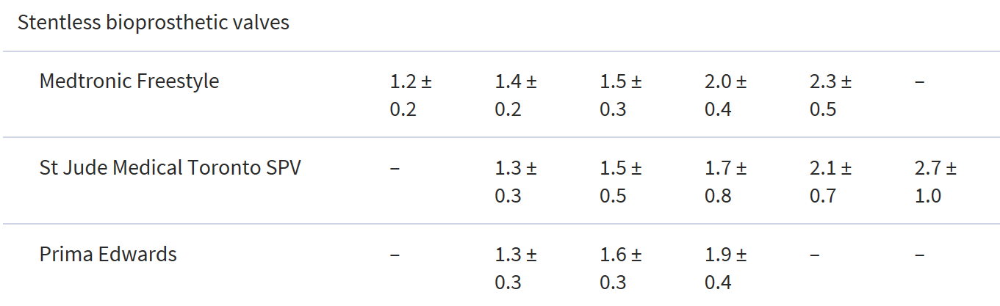 Stentless bioprosthetic valves
Medtronic Freestyle 1.2 ± 1.4 ± 1.5 ± 2.0 ± 2.3 ± –
0.2 0.2 0.3 0.4 0.5
St Jude Medical Toronto SPV – 1.3 ± 1.5 ± 1.7 ± 2.1 ± 2.7 ±
0.3 0.5 0.8 0.7 1.0
Prima Edwards – 1.3 ± 1.6 ± 1.9 ± – –
0.3 0.3 0.4